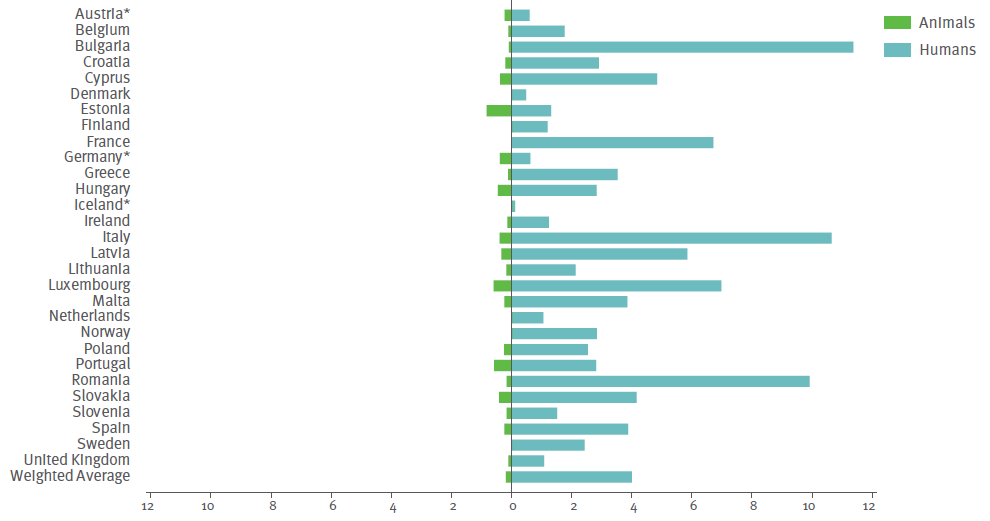 Austria*
Belgium
Bulgaria
Croatia
Cyprus
Denmark
Estonia
Finland
France
Germany*
Greece
Hungary
Iceland*
Ireland
Italy
Latvia
Lithuania
Luxembourg
Malta
Netherlands
Norway
Poland
Portugal
Romania
Slovakia
Slovenia
Spain
Sweden
United Kingdom
Weighted Average
12 10 8 6 4 2 0 2 4 6 8 10 12
Animals
Humans